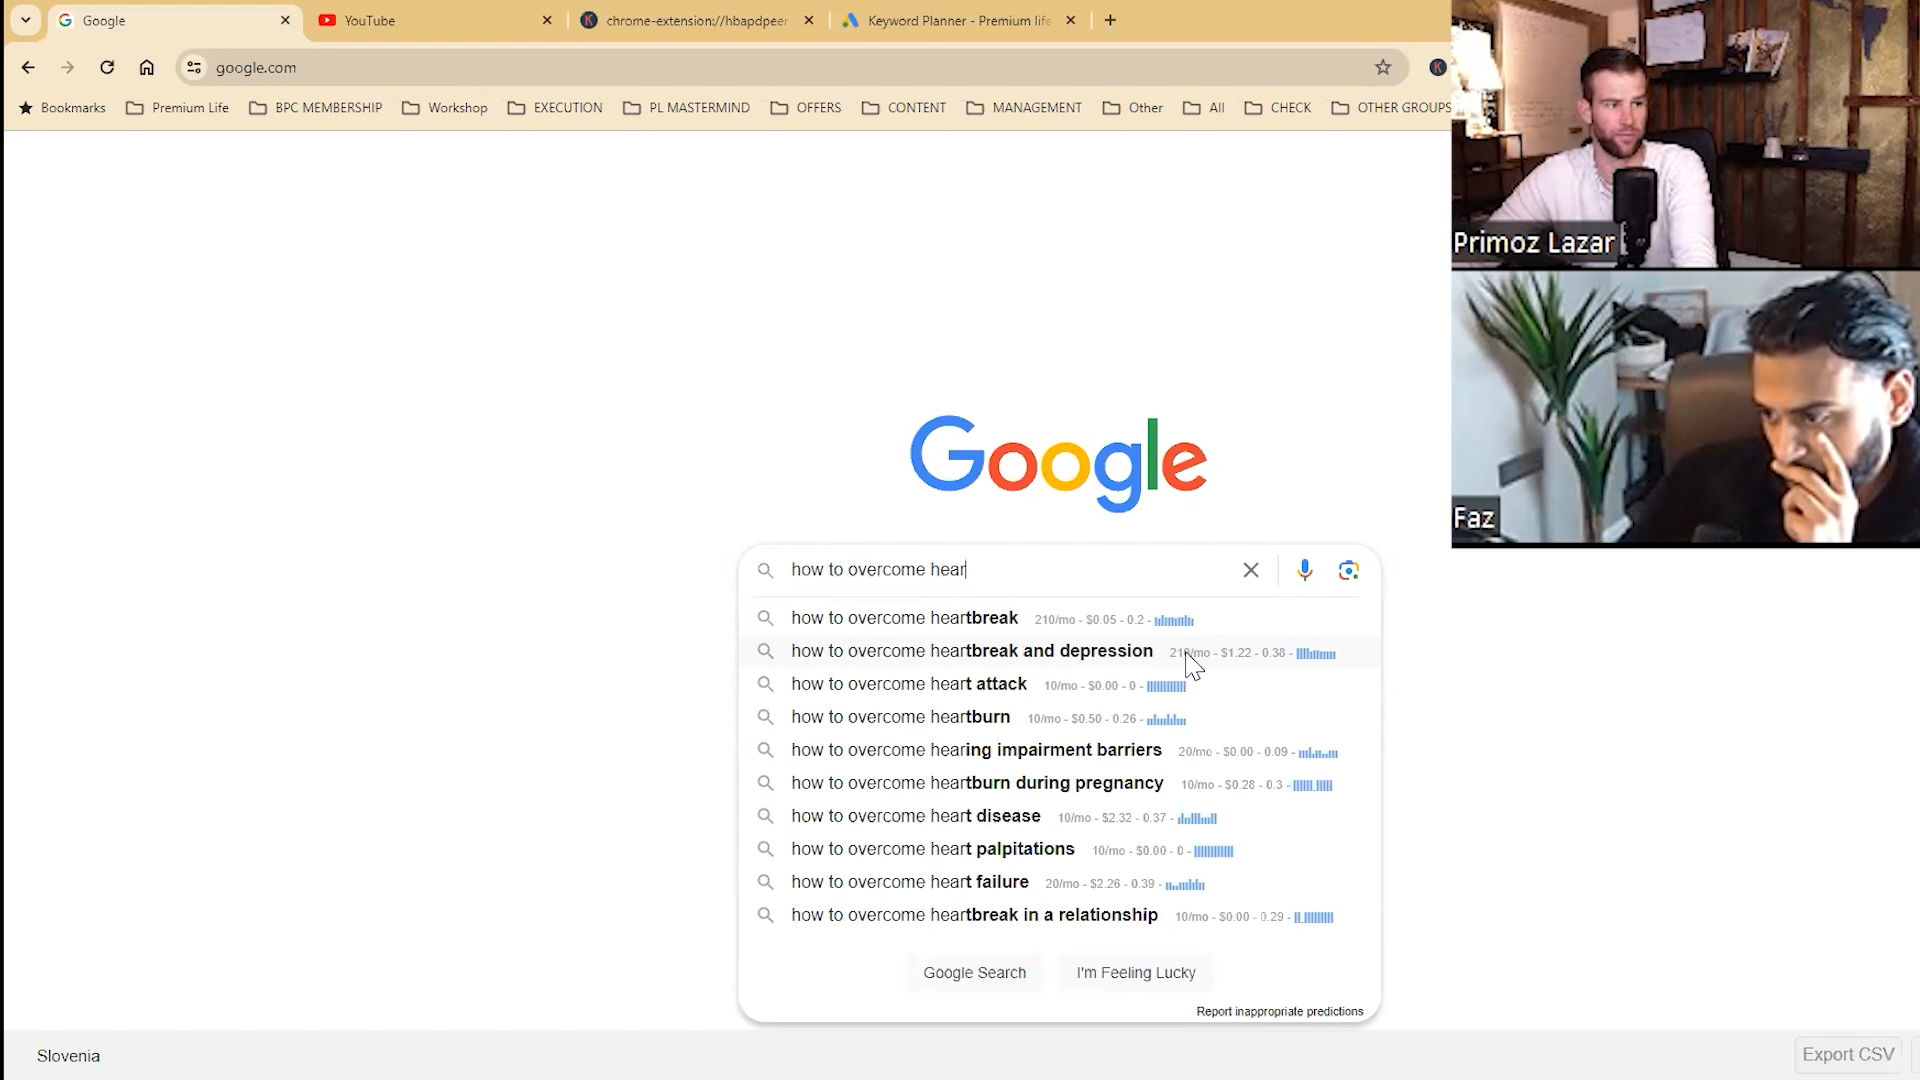 Google
YouTube
chrome-extension://hbapdpeer
Keyword Planner - Premium life
google.com
Bookmarks
Premium Life
BPC MEMBERSHIP
Workshop
EXECUTION
PL MASTERMIND
OFFERS
CONTENT
MANAGEMENT
Other
All
CHECK
OTHER GROUPS
Primoz Lazar
Faz
Google
how to overcome hear
how to overcome heartbreak 210/mo - $0.05 - 0.2 -
how to overcome heartbreak and depression 210/mo - $1.22 - 0.38 -
how to overcome heart attack 10/mo - $0.00 - 0 -
how to overcome heartburn 10/mo - $0.50 - 0.26 -
how to overcome hearing impairment barriers 20/mo - $0.00 - 0.09 -
how to overcome heartburn during pregnancy 10/mo - $0.28 - 0.3 -
how to overcome heart disease 10/mo - $2.32 - 0.37 -
how to overcome heart palpitations 10/mo - $0.00 - 0 -
how to overcome heart failure 20/mo - $2.26 - 0.39 -
how to overcome heartbreak in a relationship 10/mo - $0.00 - 0.29 -
Google Search
I'm Feeling Lucky
Report inappropriate predictions
Slovenia
Export CSV